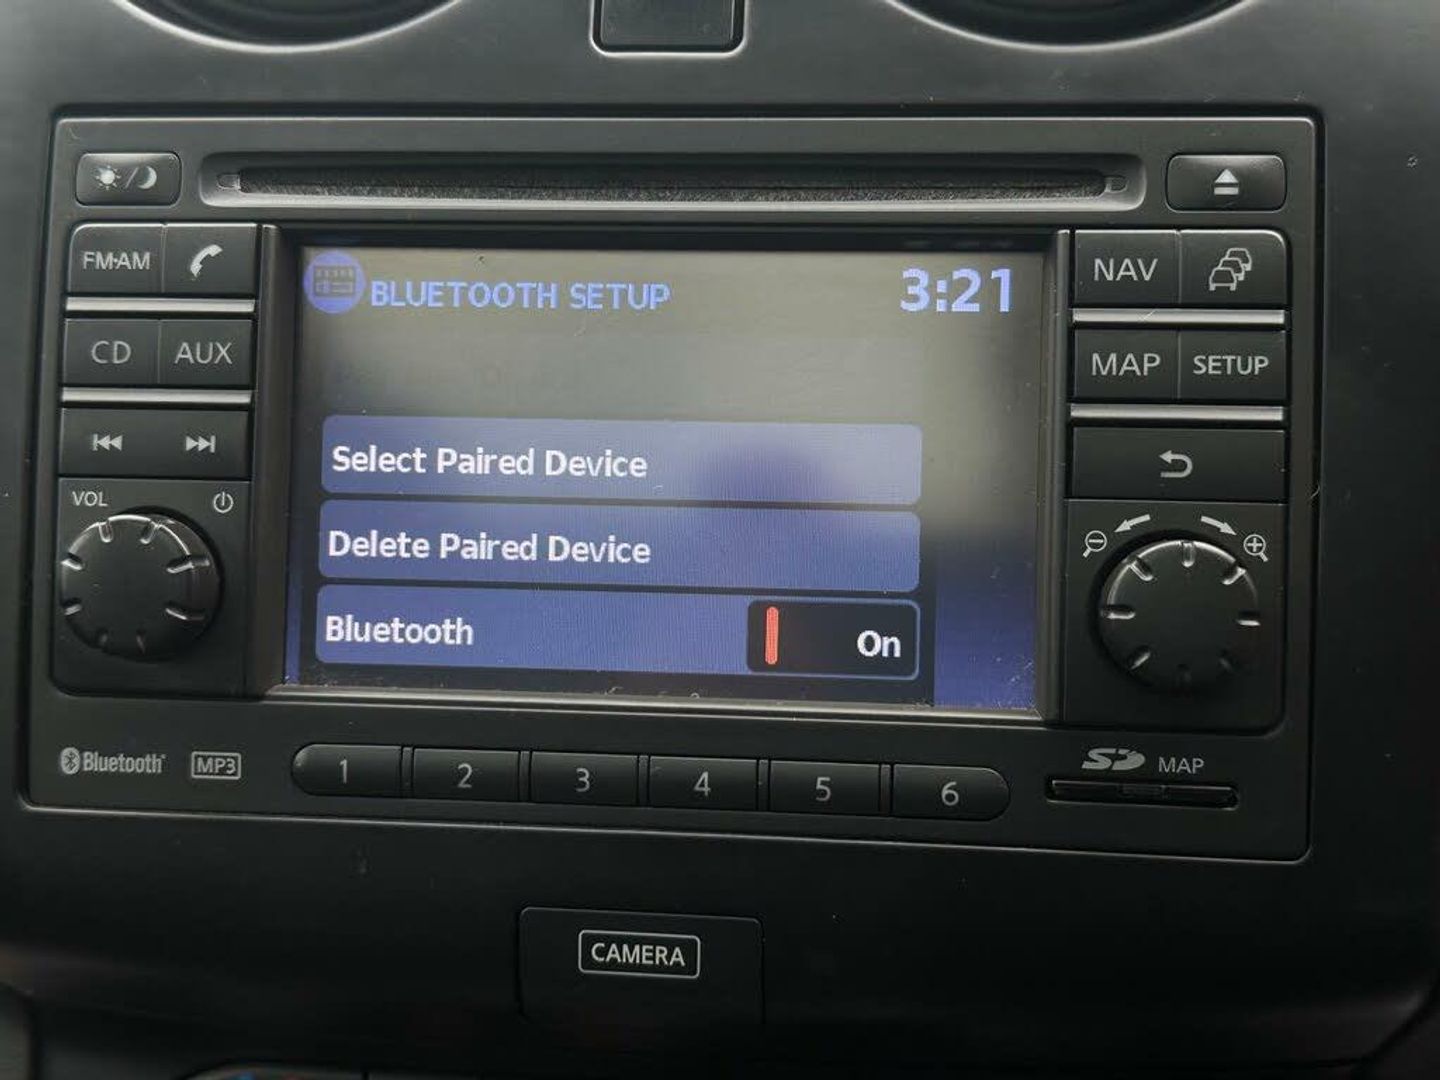 FM·AM
CD
AUX
VOL
BLUETOOTH SETUP
3:21
Select Paired Device
Delete Paired Device
Bluetooth
On
NAV
MAP
SETUP
Bluetooth
MP3
1
2
3
4
5
6
SD
MAP
CAMERA